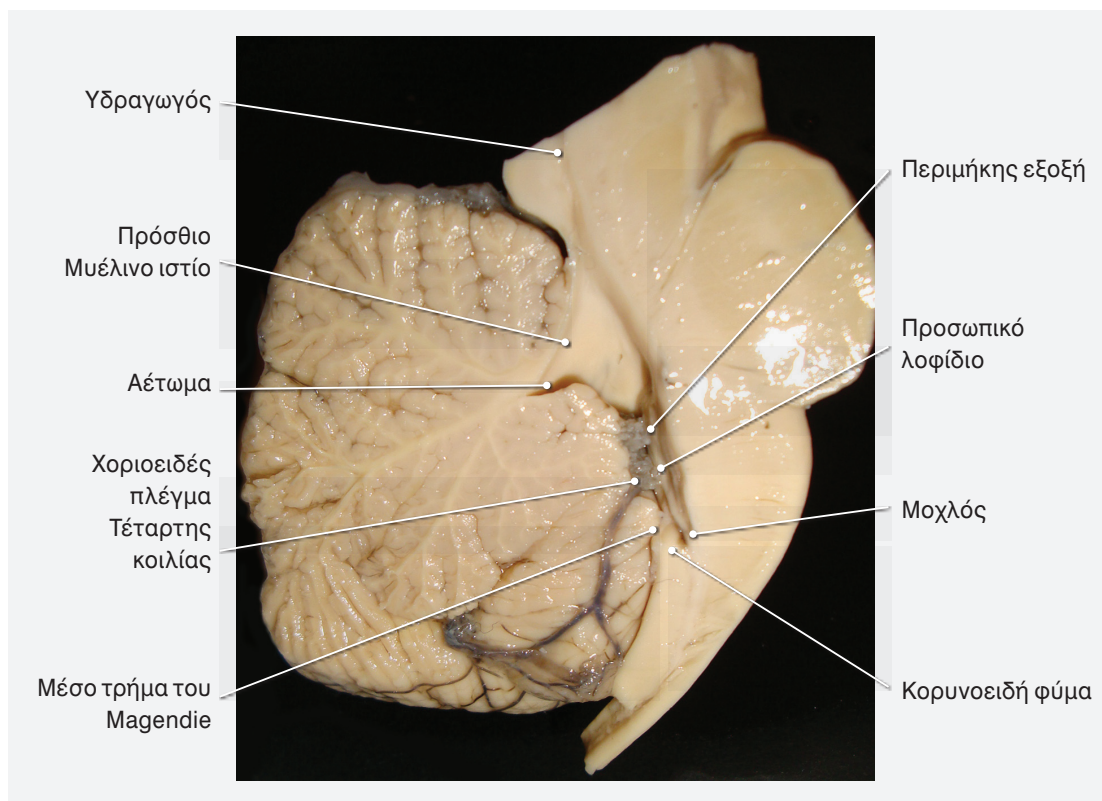 Υδραγωγός
Πρόσθιο
Μυέλινο ιστίο
Αέτωμα
Χοριοειδές
πλέγμα
Τέταρτης
κοιλίας
Μέσο τρήμα του
Magendie
Περιμήκης εξοξή
Προσωπικό
λοφίδιο
Μοχλός
Κορυνοειδή φύμα